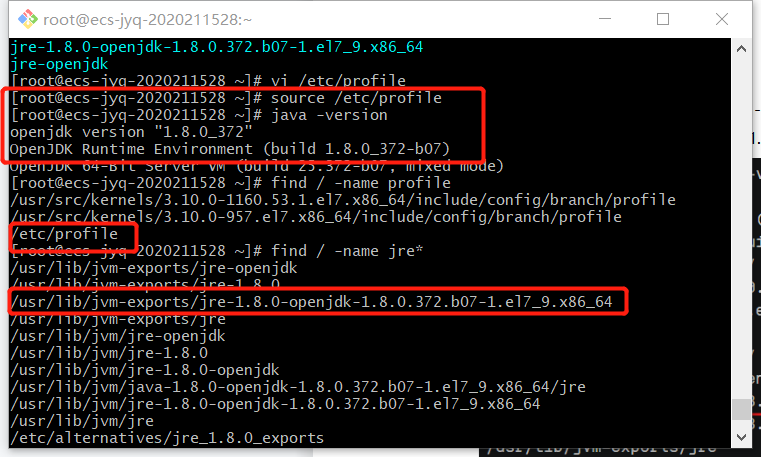 root@ecs-jyq-2020211528:~
jre-1.8.0-openjdk-1.8.0.372.b07-1.el7_9.x86_64
jre-openjdk
[root@ecs-jyq-2020211528 ~]# vi /etc/profile
[root@ecs-jyq-2020211528 ~]# source /etc/profile
[root@ecs-jyq-2020211528 ~]# java -version
openjdk version "1.8.0_372"
OpenJDK Runtime Environment (build 1.8.0_372-b07)
OpenJDK 64-Bit Server VM (build 25.372-b07, mixed mode)
[root@ecs-jyq-2020211528 ~]# find / -name profile
/usr/src/kernels/3.10.0-1160.53.1.el7.x86_64/include/config/branch/profile
/usr/src/kernels/3.10.0-957.el7.x86_64/include/config/branch/profile
/etc/profile
[root@ecs-jyq-2020211528 ~]# find / -name jre*
/usr/lib/jvm-exports/jre-openjdk
/usr/lib/jvm-exports/jre-1.8.0
/usr/lib/jvm-exports/jre-1.8.0-openjdk-1.8.0.372.b07-1.el7_9.x86_64
/usr/lib/jvm-exports/jre
/usr/lib/jvm/jre-openjdk
/usr/lib/jvm/jre-1.8.0
/usr/lib/jvm/jre-1.8.0-openjdk
/usr/lib/jvm/java-1.8.0-openjdk-1.8.0.372.b07-1.el7_9.x86_64/jre
/usr/lib/jvm/jre-1.8.0-openjdk-1.8.0.372.b07-1.el7_9.x86_64
/usr/lib/jvm/jre
/etc/alternatives/jre_1.8.0_exports
/usr/lib/jvm-exports/jre